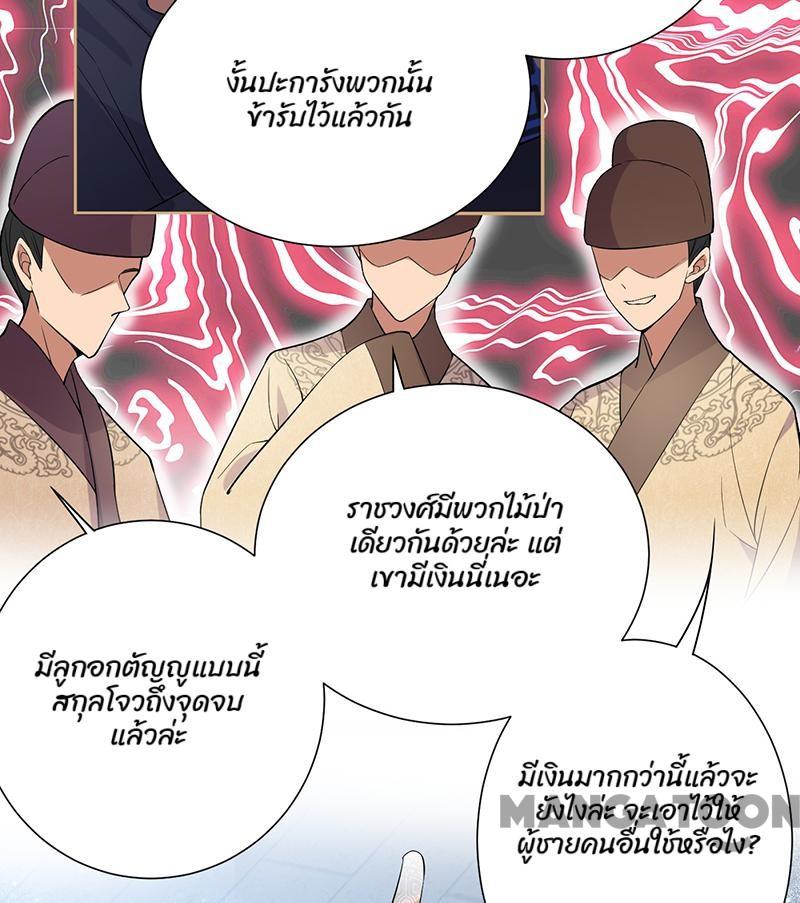 งั้นปะการังพวกนั้น
ข้ารับไว้แล้วกัน
ราชวงศ์มีพวกไม้ป่า
เดียวกันด้วยล่ะ แต่
เขามีเงินนี่เนอะ
มีลูกอกตัญญูแบบนี้
สกุลโจวถึงจุดจบ
แล้วล่ะ
มีเงินมากกว่านี้แล้วจะ
ยังไงล่ะ จะเอาไว้ให้
ผู้ชายคนอื่นใช้หรือไง?
MANGATOON